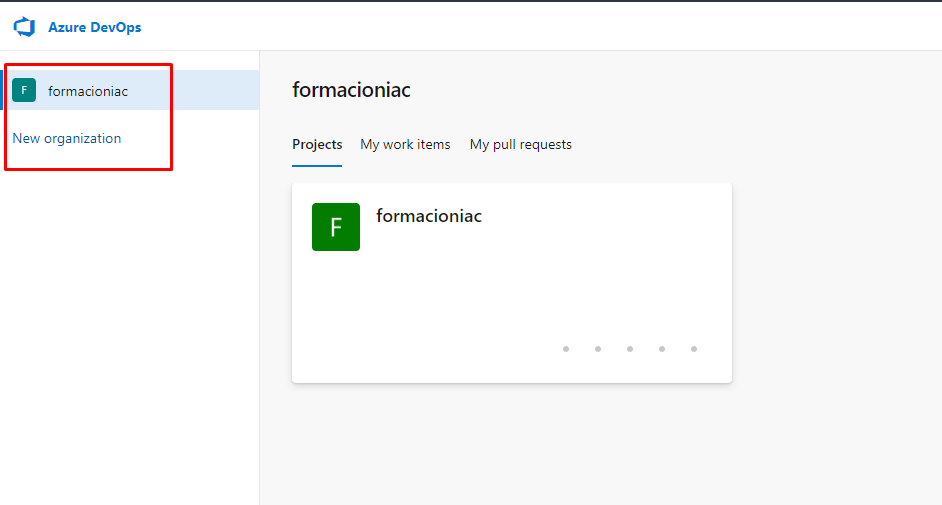 Azure DevOps
F
formacioniac
New organization
formacioniac
Projects My work items My pull requests
F
formacioniac